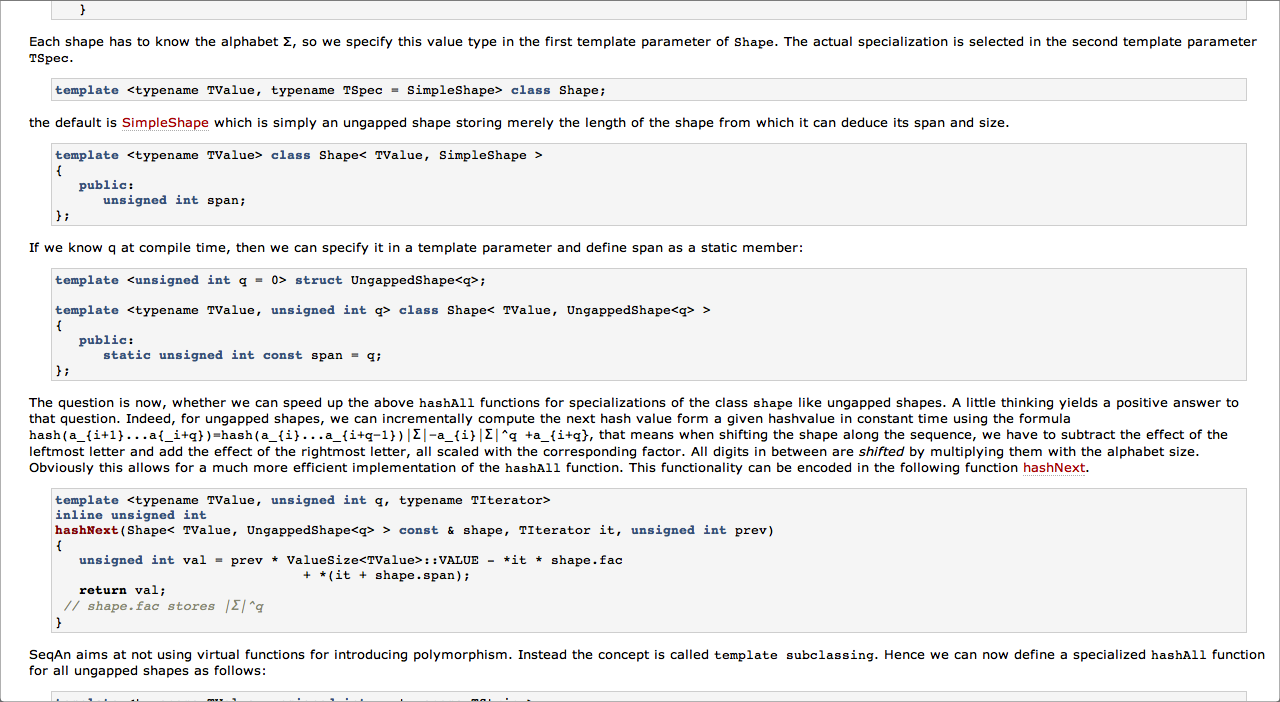 }
Each shape has to know the alphabet Σ, so we specify this value type in the first template parameter of Shape. The actual specialization is selected in the second template parameter
TSpec.
template <typename TValue, typename TSpec = SimpleShape> class Shape;
the default is SimpleShape which is simply an ungapped shape storing merely the length of the shape from which it can deduce its span and size.
template <typename TValue> class Shape< TValue, SimpleShape >
{
public:
unsigned int span;
};
If we know q at compile time, then we can specify it in a template parameter and define span as a static member:
template <unsigned int q = 0> struct UngappedShape<q>;
template <typename TValue, unsigned int q> class Shape< TValue, UngappedShape<q> >
{
public:
static unsigned int const span = q;
};
The question is now, whether we can speed up the above hashAll functions for specializations of the class shape like ungapped shapes. A little thinking yields a positive answer to
that question. Indeed, for ungapped shapes, we can incrementally compute the next hash value form a given hashvalue in constant time using the formula
hash(a_{i+1}...a{_i+q})=hash(a_{i}...a_{i+q-1})|Σ|-a_{i}|Σ|^q +a_{i+q}, that means when shifting the shape along the sequence, we have to subtract the effect of the
leftmost letter and add the effect of the rightmost letter, all scaled with the corresponding factor. All digits in between are shifted by multiplying them with the alphabet size.
Obviously this allows for a much more efficient implementation of the hashAll function. This functionality can be encoded in the following function hashNext.
template <typename TValue, unsigned int q, typename TIterator>
inline unsigned int
hashNext(Shape< TValue, UngappedShape<q> > const & shape, TIterator it, unsigned int prev)
{
unsigned int val = prev * ValueSize<TValue>::VALUE - *it * shape.fac
+ *(it + shape.span);
return val;
// shape.fac stores |Σ|^q
}
SeqAn aims at not using virtual functions for introducing polymorphism. Instead the concept is called template subclassing. Hence we can now define a specialized hashAll function
for all ungapped shapes as follows: